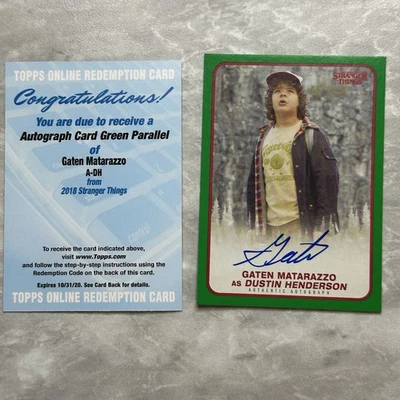 TOPPS ONLINE REDEMPTION CARD
Congratulations!
You are due to receive a
Autograph Card Green Parallel
of
Gaten Matarazzo
A-DH
from
2018 Stranger Things
To receive the card indicated above,
visit www.Topps.com
and follow the step-by-step instructions using the
Redemption Code on the back of this card.
Expires 10/31/20. See Card Back for details.
TOPPS ONLINE REDEMPTION CARD
STRANGER
THINGS
Gate
GATEN MATARAZZO
AS DUSTIN HENDERSON
AUTHENTIC AUTOGRAPH